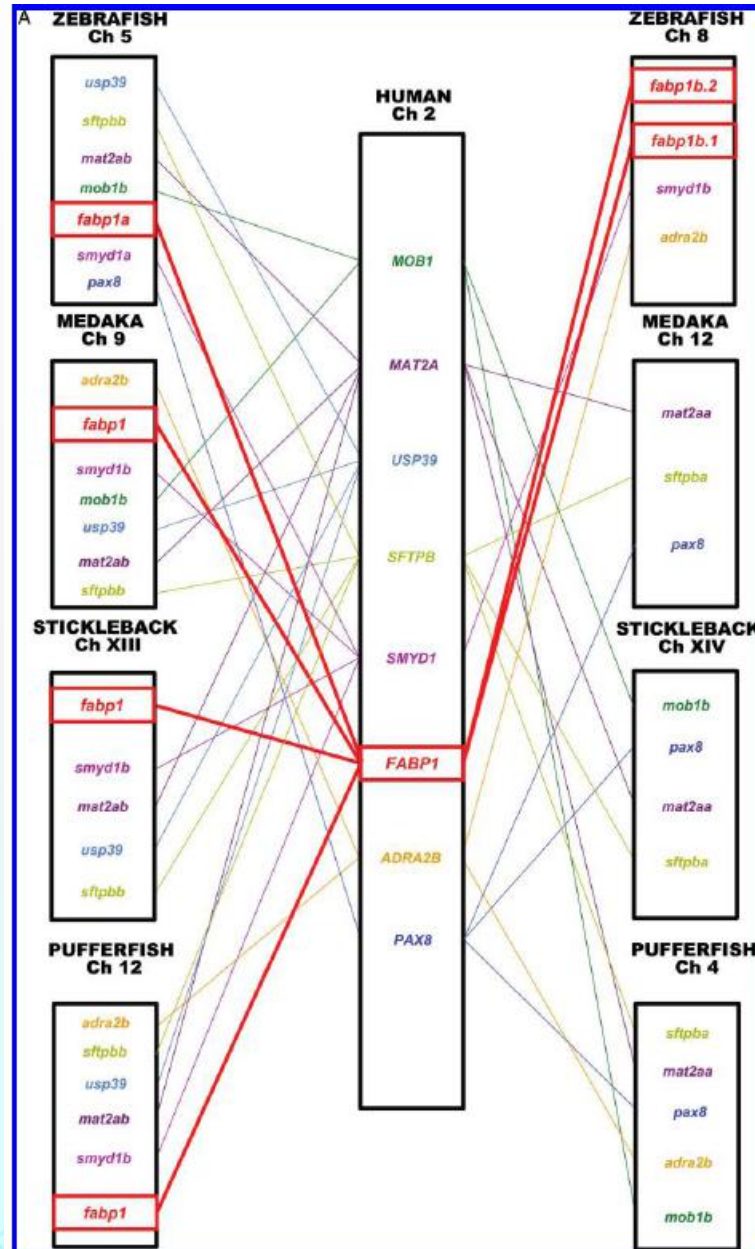 A
ZEBRAFISH
Ch 5
usp39
sftpbb
mat2ab
mob1b
fabp1a
smyd1a
pax8
MEDAKA
Ch 9
adra2b
fabp1
smyd1b
mob1b
usp39
mat2ab
sftpbb
STICKLEBACK
Ch XIII
fabp1
smyd1b
mat2ab
usp39
sftpbb
PUFFERFISH
Ch 12
adra2b
sftpbb
usp39
mat2ab
smyd1b
fabp1
HUMAN
Ch 2
MOB1
MAT2A
USP39
SFTPB
SMYD1
FABP1
ADRA2B
PAX8
ZEBRAFISH
Ch 8
fabp1b.2
fabp1b.1
smyd1b
adra2b
MEDAKA
Ch 12
mat2aa
sftpba
pax8
STICKLEBACK
Ch XIV
mob1b
pax8
mat2aa
sftpba
PUFFERFISH
Ch 4
sftpba
mat2aa
pax8
adra2b
mob1b